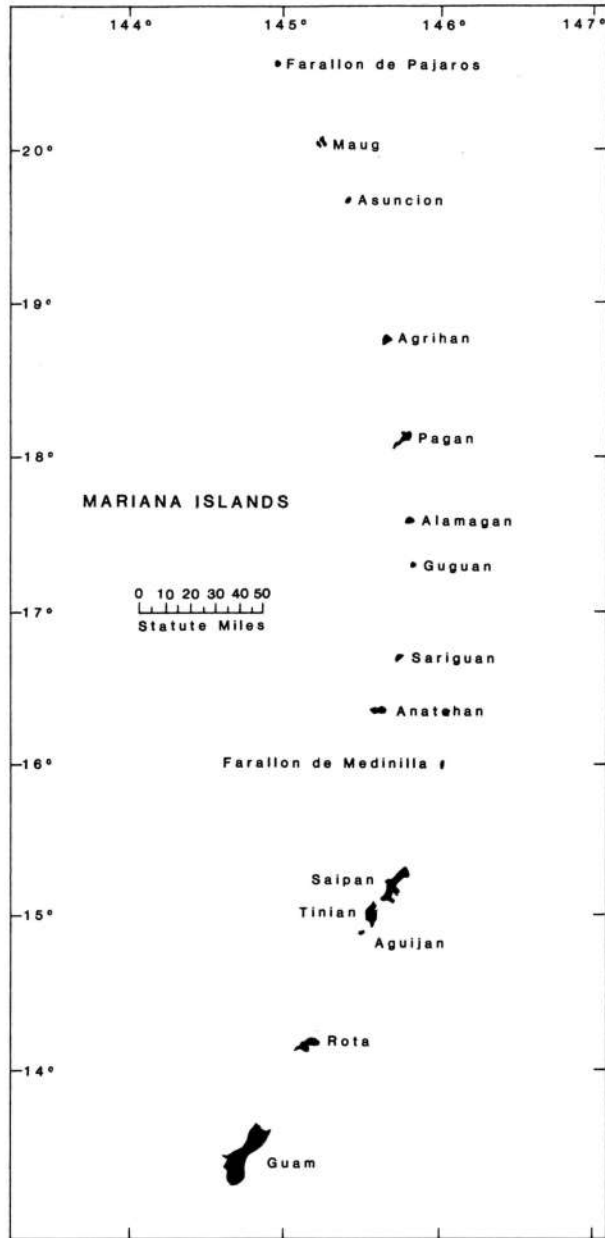 144° 145° 146° 147°
Farallon de Pajaros
20° Maug
Asuncion
19°
Agrihan
18° Pagan
MARIANA ISLANDS
Alamagan
Guguan
0 10 20 30 40 50
17°
Statute Miles
Sariguan
Anatahan
16° Farallon de Medinilla
Saipan
Tinian
15°
Aguijan
Rota
14°
Guam